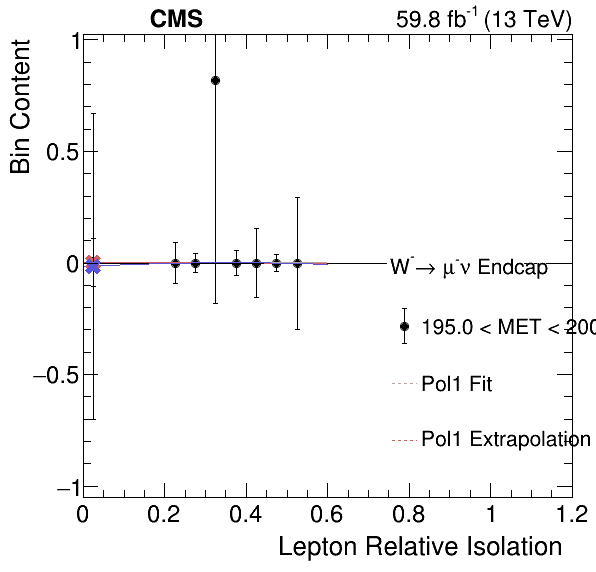 CMS 59.8 fb⁻¹ (13 TeV)
Bin Content
1
0.5
0
−0.5
−1
W⁻→ μ⁻ν Endcap
195.0 < MET < 200
Pol1 Fit
Pol1 Extrapolation
0 0.2 0.4 0.6 0.8 1 1.2
Lepton Relative Isolation